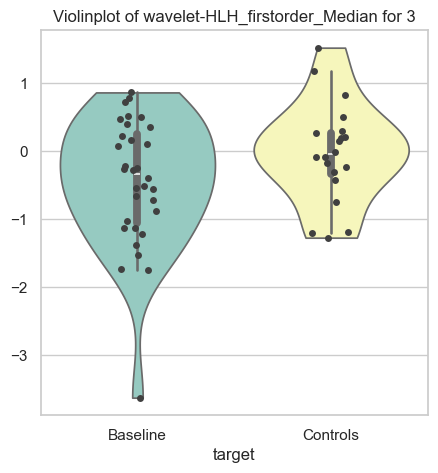 Violinplot of wavelet-HLH_firstorder_Median for 3
1
0
−1
−2
−3
Baseline Controls
target